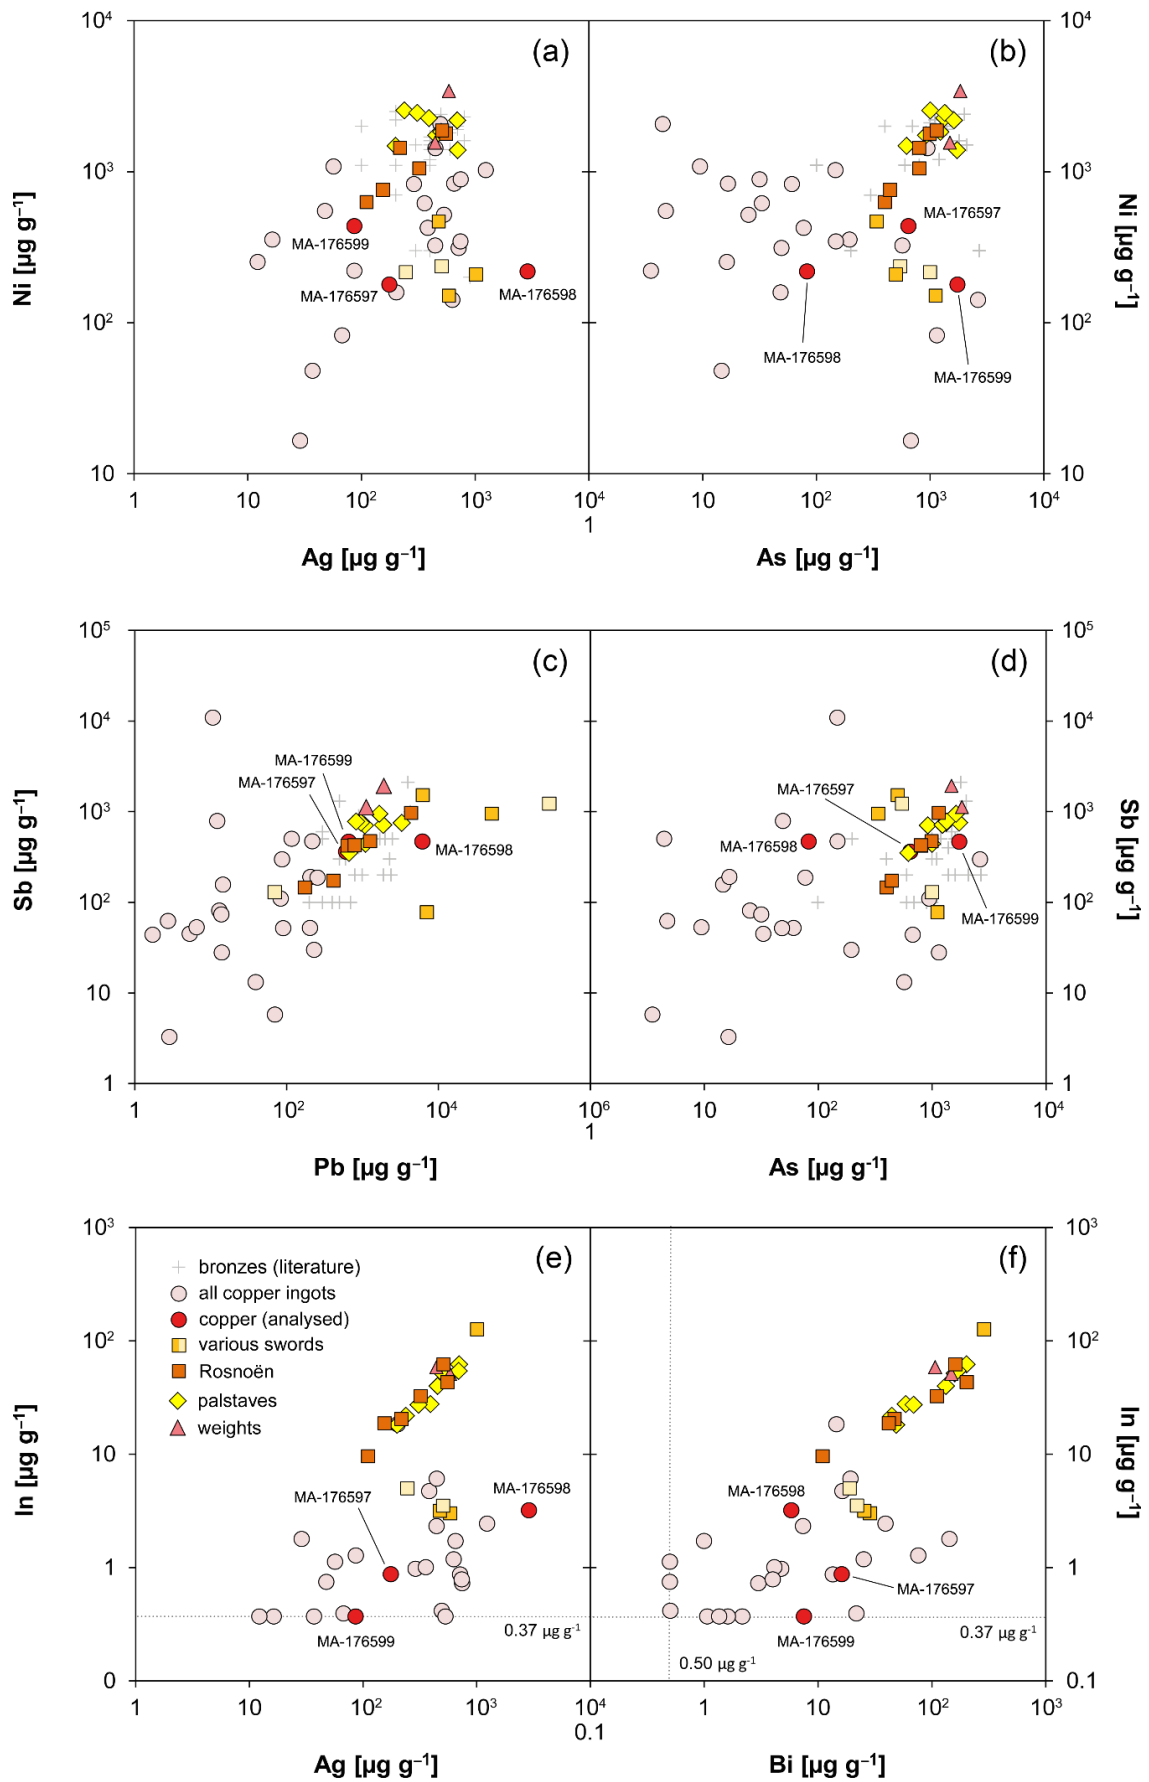 (a)
(b)
10⁴
10³
10²
10
Ni [µg g⁻¹]
MA-176599
MA-176597
MA-176598
MA-176597
MA-176598
MA-176599
10⁴
10³
10²
10
Ni [µg g⁻¹]
1
10
10²
10³
10⁴
1
10
10²
10³
10⁴
Ag [µg g⁻¹]
As [µg g⁻¹]
(c)
(d)
10⁵
10⁴
10³
10²
10
1
Sb [µg g⁻¹]
MA-176599
MA-176597
MA-176598
MA-176597
MA-176598
MA-176599
10⁵
10⁴
10³
10²
10
1
Sb [µg g⁻¹]
1
10²
10⁴
10⁶
1
10
10²
10³
10⁴
Pb [µg g⁻¹]
As [µg g⁻¹]
(e)
(f)
10³
10²
10
1
0
In [µg g⁻¹]
bronzes (literature)
all copper ingots
copper (analysed)
various swords
Rosnoën
palstaves
weights
MA-176597
MA-176598
MA-176599
0.37 µg g⁻¹
MA-176598
MA-176597
MA-176599
0.37 µg g⁻¹
0.50 µg g⁻¹
10³
10²
10
1
0.1
In [µg g⁻¹]
1
10
10²
10³
10⁴
0.1
1
10
10²
10³
Ag [µg g⁻¹]
Bi [µg g⁻¹]